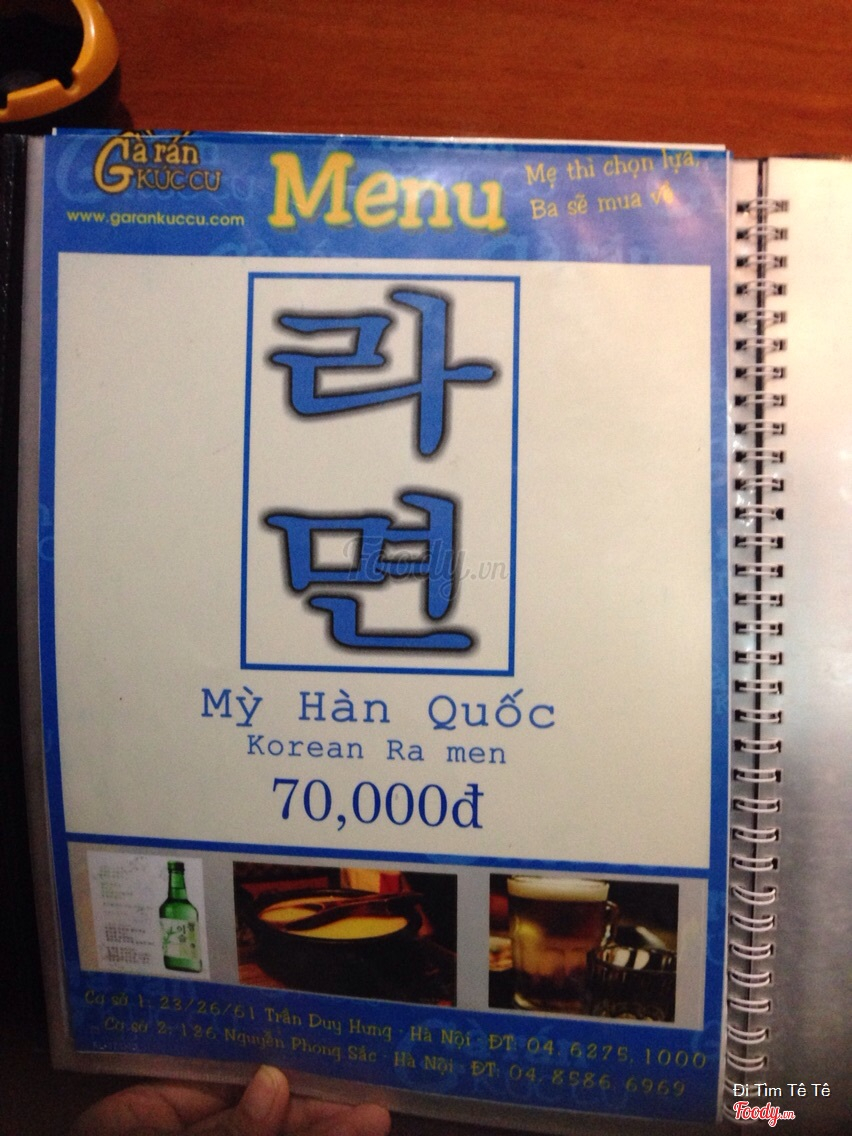 Gà rán
KÚC CU
www.garankuccu.com
Menu
Mẹ thì chọn lựa,
Ba sẽ mua về
라
면
Foody.vn
Mỳ Hàn Quốc
Korean Ra men
70,000đ
Cơ sở 1: 23/26/61 Trần Duy Hưng - Hà Nội - ĐT: 04. 6275. 1000
Cơ sở 2: 126 Nguyễn Phong Sắc - Hà Nội - ĐT: 04. 8586. 6969
Đi Tìm Tê Tê
Foody.vn